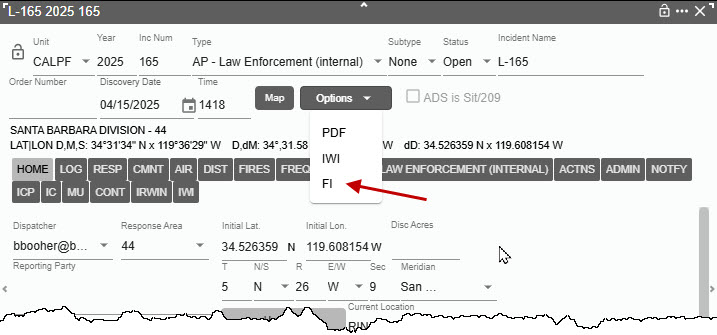 L-165 2025 165
Unit Year Inc Num Type Subtype Status Incident Name
CALPF 2025 165 AP - Law Enforcement (internal) None Open L-165
Order Number Discovery Date Time
04/15/2025 1418 Map Options ADS is Sit/209
SANTA BARBARA DIVISION - 44
LAT|LON D,M,S: 34°31'34" N x 119°36'29" W D,dM: 34°,31.58 W dD: 34.526359 N x 119.608154 W
PDF
IWI
FI
HOME LOG RESP CMNT AIR DIST FIRES FREQ LAW ENFORCEMENT (INTERNAL) ACTNS ADMIN NOTFY
ICP IC MU CONT IRWIN IWI
Dispatcher Response Area Initial Lat. Initial Lon. Disc Acres
bbooher@b... 44 34.526359 N 119.608154 W
Reporting Party T N/S R E/W Sec Meridian
5 N 26 W 9 San ...
Current Location